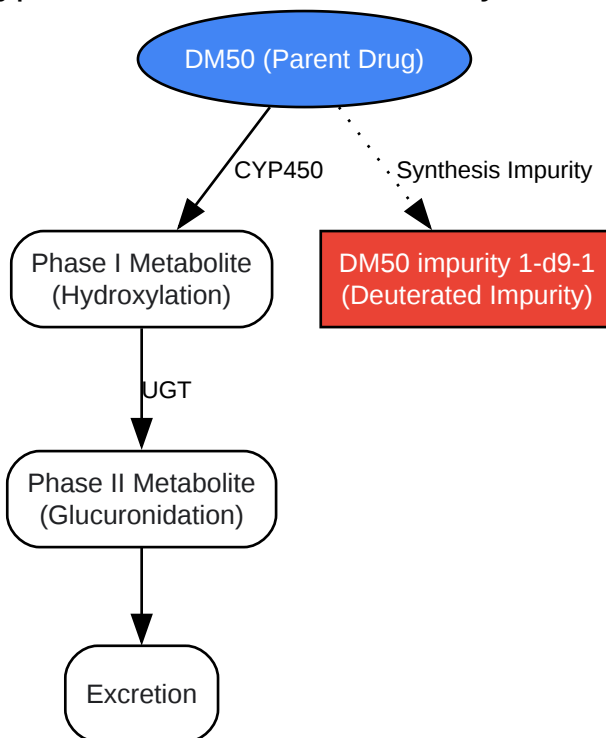 DM50 (Parent Drug)
CYP450
Synthesis Impurity
Phase I Metabolite
(Hydroxylation)
DM50 impurity 1-d9-1
(Deuterated Impurity)
UGT
Phase II Metabolite
(Glucuronidation)
Excretion